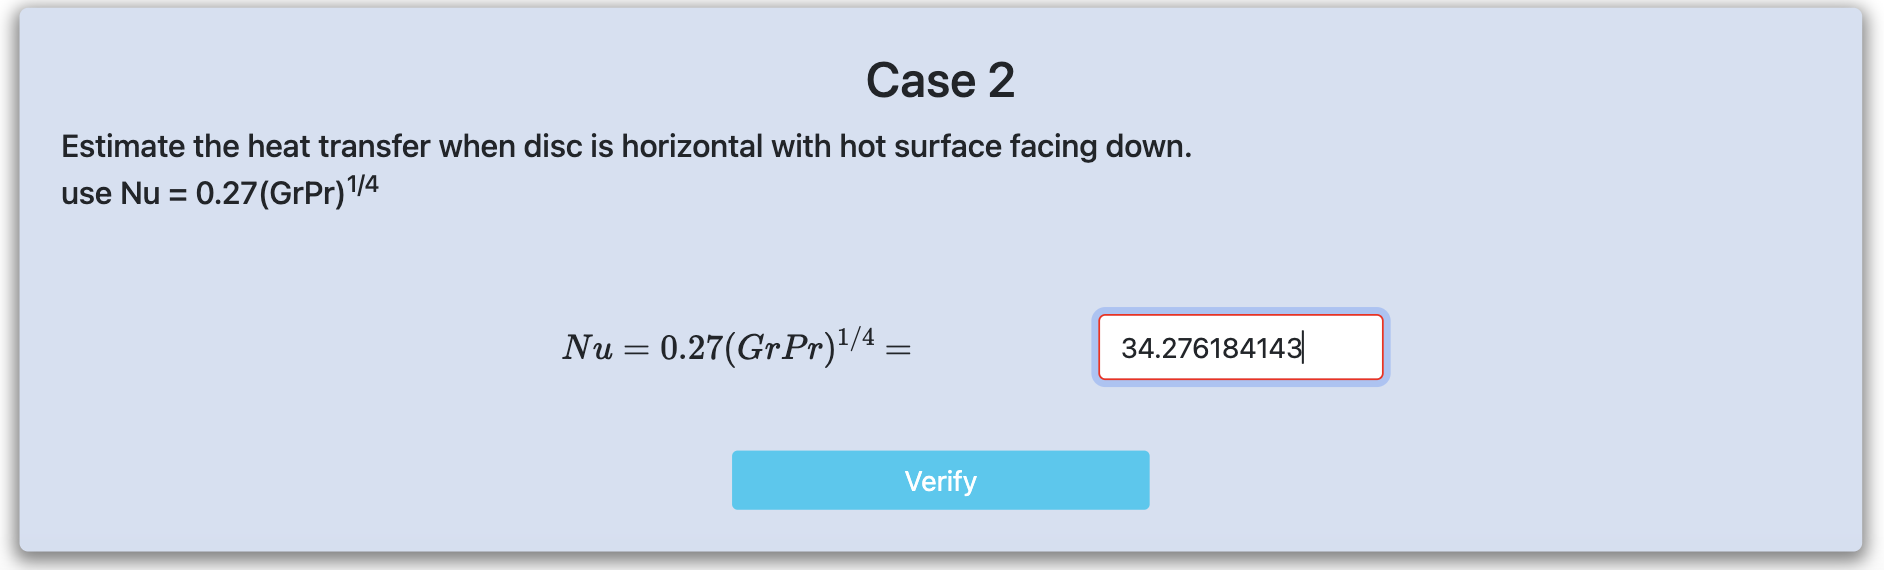 Case 2
Estimate the heat transfer when disc is horizontal with hot surface facing down.
use Nu = 0.27(GrPr)^1/4
Nu = 0.27(GrPr)^1/4 =
34.276184143
Verify